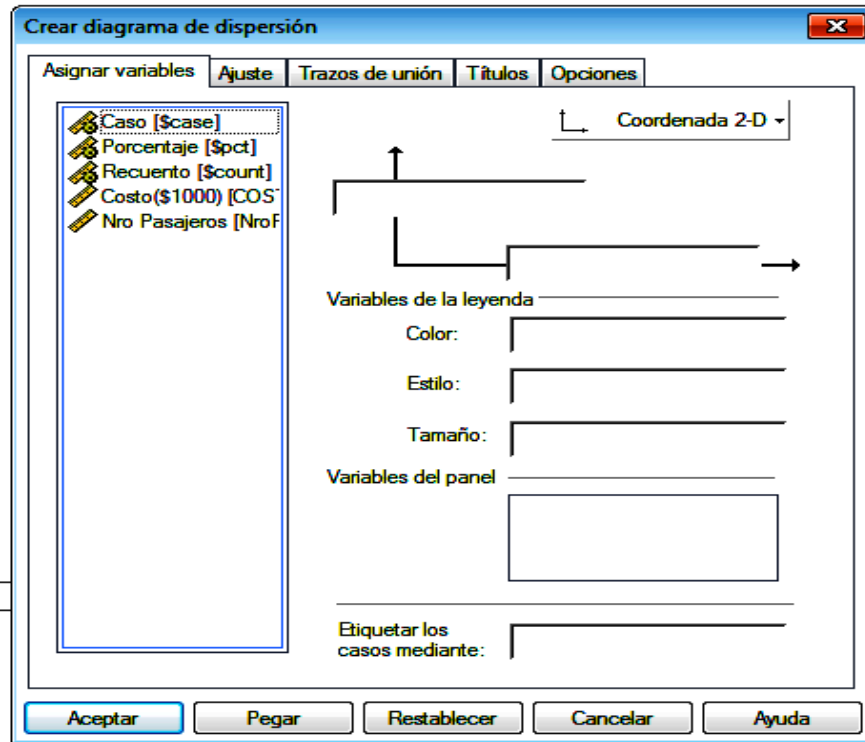 Crear diagrama de dispersión
Asignar variables Ajuste Trazos de unión Títulos Opciones
Caso [$case]
Porcentaje [$pct]
Recuento [$count]
Costo($1000) [COST
Nro Pasajeros [NroF
Coordenada 2-D
Variables de la leyenda
Color:
Estilo:
Tamaño:
Variables del panel
Etiquetar los
casos mediante:
Aceptar Pegar Restablecer Cancelar Ayuda